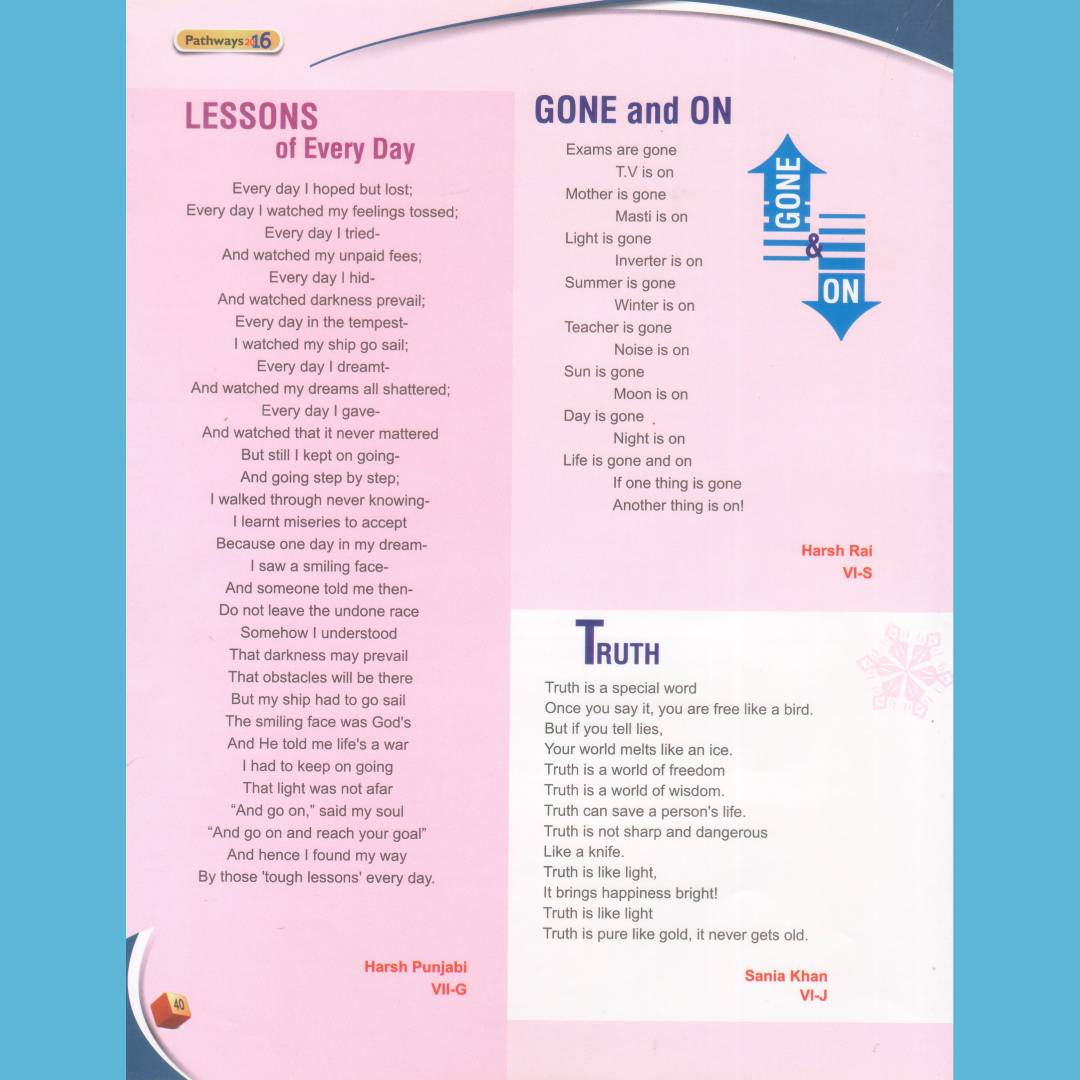 Pathways2016
LESSONS
of Every Day
Every day I hoped but lost;
Every day I watched my feelings tossed;
Every day I tried-
And watched my unpaid fees;
Every day I hid-
And watched darkness prevail;
Every day in the tempest-
I watched my ship go sail;
Every day I dreamt-
And watched my dreams all shattered;
Every day I gave-
And watched that it never mattered
But still I kept on going-
And going step by step;
I walked through never knowing-
I learnt miseries to accept
Because one day in my dream-
I saw a smiling face-
And someone told me then-
Do not leave the undone race
Somehow I understood
That darkness may prevail
That obstacles will be there
But my ship had to go sail
The smiling face was God's
And He told me life's a war
I had to keep on going
That light was not afar
“And go on,” said my soul
“And go on and reach your goal”
And hence I found my way
By those 'tough lessons' every day.
Harsh Punjabi
VII-G
40
GONE and ON
Exams are gone
T.V is on
Mother is gone
Masti is on
Light is gone
Inverter is on
Summer is gone
Winter is on
Teacher is gone
Noise is on
Sun is gone
Moon is on
Day is gone
Night is on
Life is gone and on
If one thing is gone
Another thing is on!
GONE
&
ON
Harsh Rai
VI-S
TRUTH
Truth is a special word
Once you say it, you are free like a bird.
But if you tell lies,
Your world melts like an ice.
Truth is a world of freedom
Truth is a world of wisdom.
Truth can save a person's life.
Truth is not sharp and dangerous
Like a knife.
Truth is like light,
It brings happiness bright!
Truth is like light
Truth is pure like gold, it never gets old.
Sania Khan
VI-J